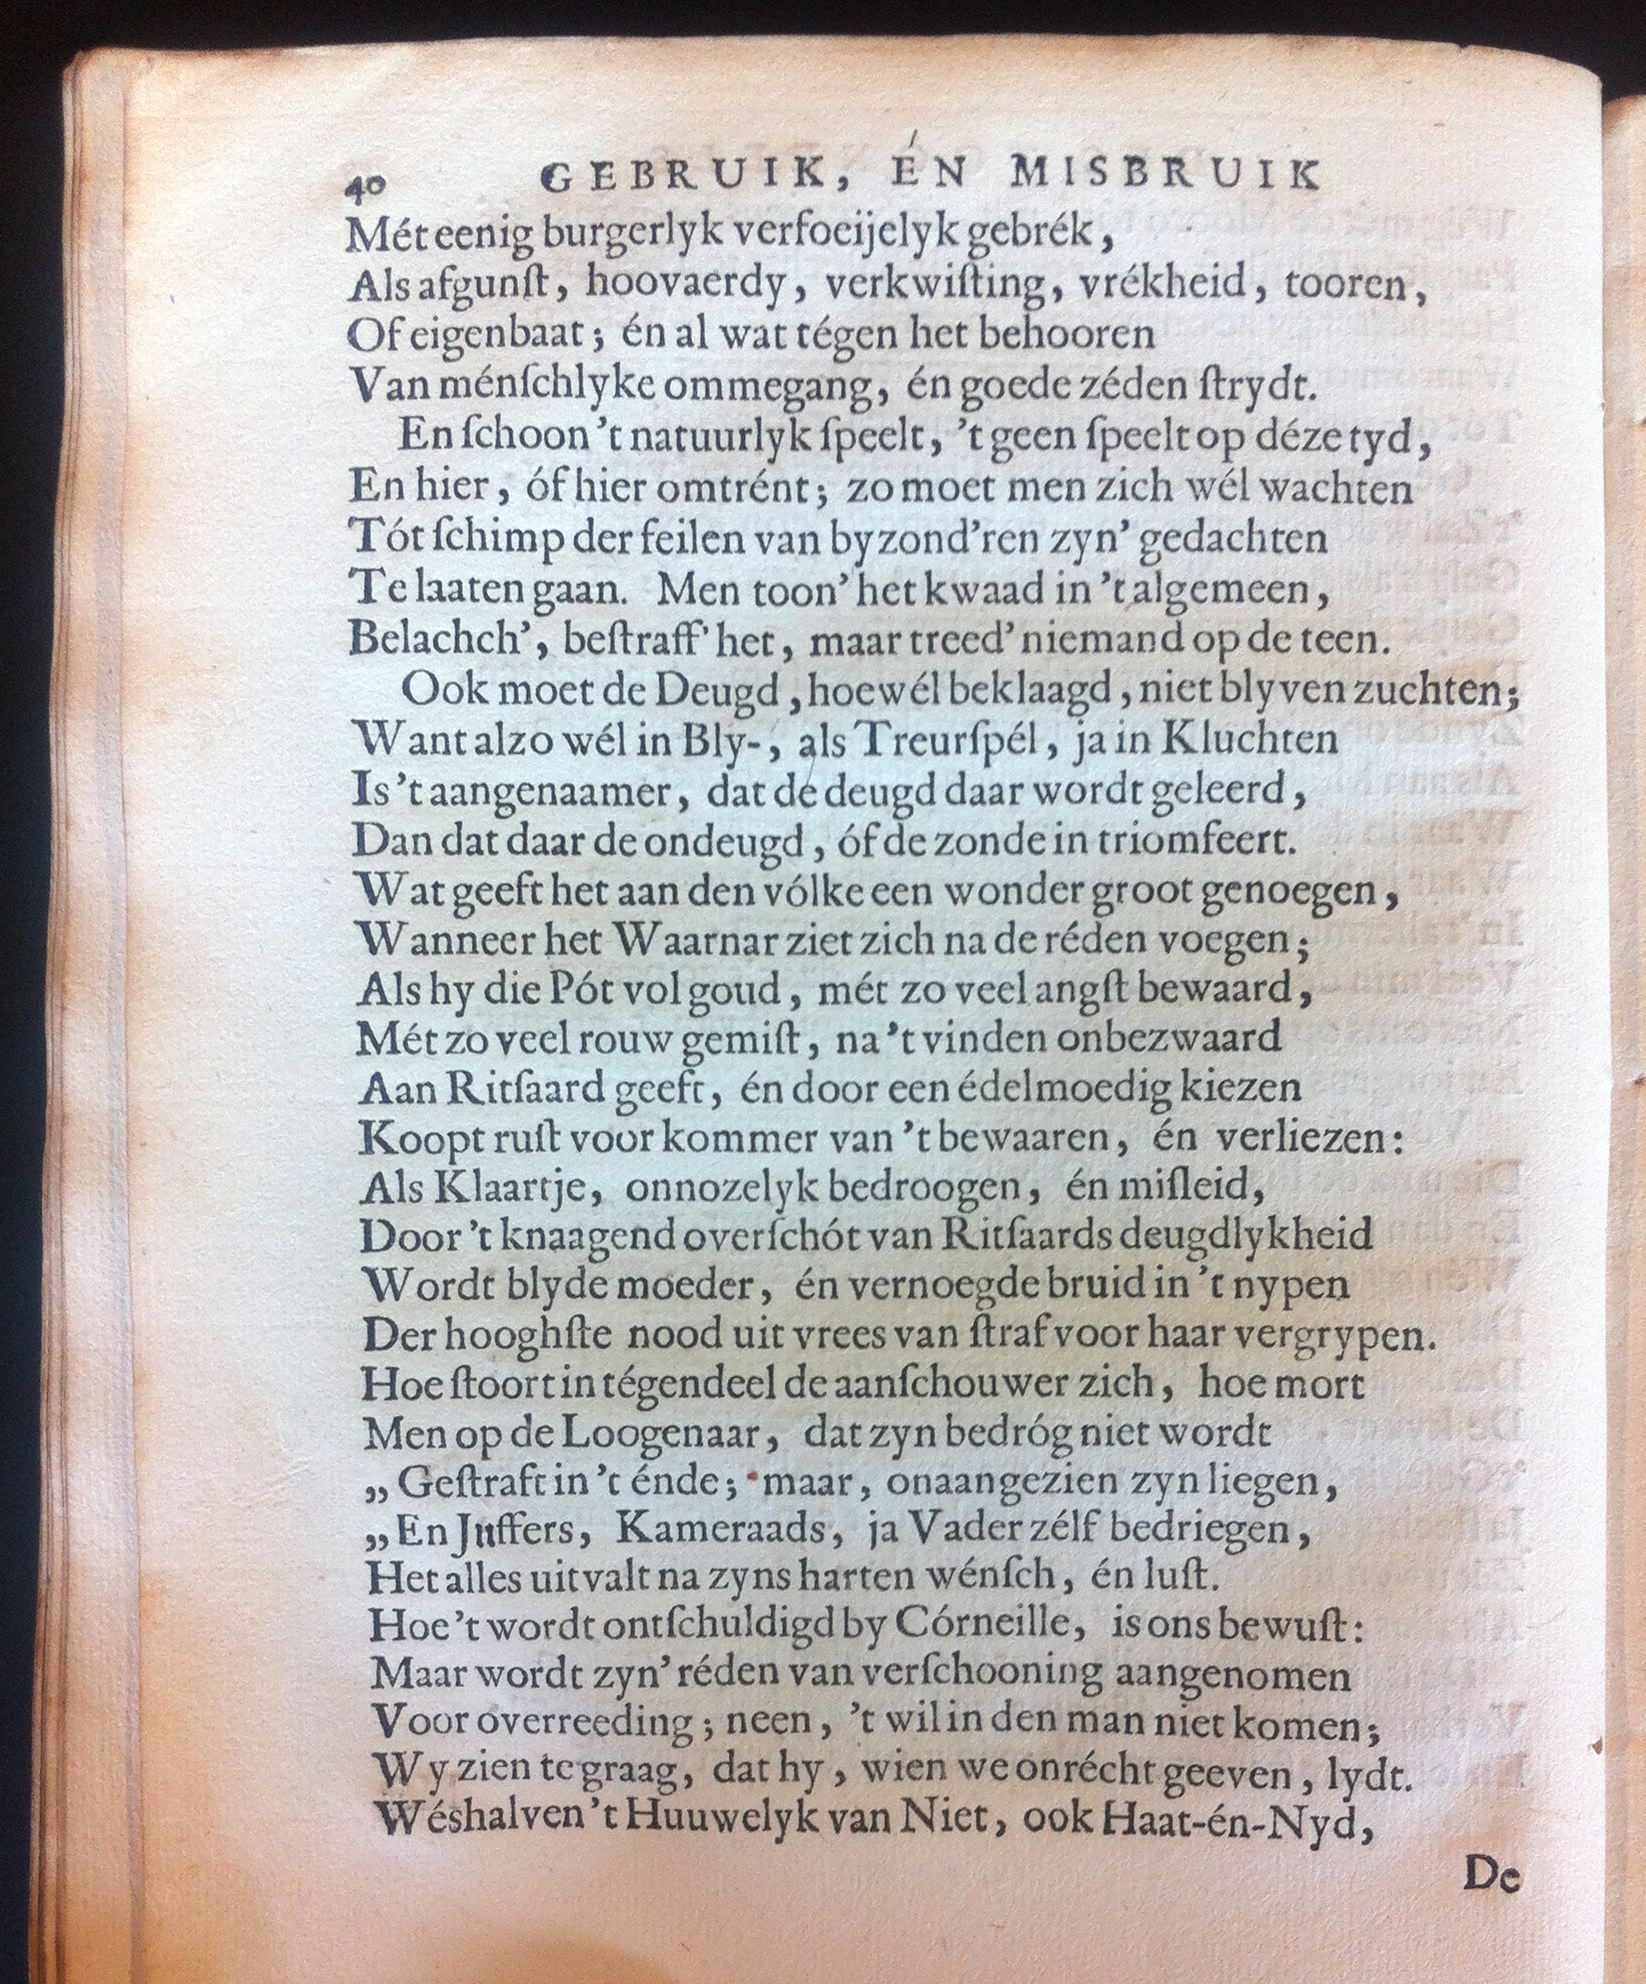 40 GEBRUIK, ÉN MISBRUIK
Mét eenig burgerlyk verfoeijelyk gebrék,
Als afgunſt, hoovaerdy, verkwiſting, vrékheid, tooren,
Of eigenbaat; én al wat tégen het behooren
Van ménſchlyke ommegang, én goede zéden ſtrydt.
En ſchoon 't natuurlyk ſpeelt, 't geen ſpeelt op déze tyd,
En hier, óf hier omtrént; zo moet men zich wél wachten
Tót ſchimp der feilen van byzond'ren zyn' gedachten
Te laaten gaan. Men toon' het kwaad in 't algemeen,
Belachch', beſtraff' het, maar treed' niemand op de teen.
Ook moet de Deugd, hoewél beklaagd, niet blyven zuchten;
Want alzo wél in Bly-, als Treurſpél, ja in Kluchten
Is 't aangenaamer, dat de deugd daar wordt geleerd,
Dan dat daar de ondeugd, óf de zonde in triomfeert.
Wat geeft het aan den vólke een wonder groot genoegen,
Wanneer het Waarnar ziet zich na de réden voegen;
Als hy die Pót vol goud, mét zo veel angſt bewaard,
Mét zo veel rouw gemiſt, na 't vinden onbezwaard
Aan Ritſaard geeft, én door een édelmoedig kiezen
Koopt ruſt voor kommer van 't bewaaren, én verliezen:
Als Klaartje, onnozelyk bedroogen, én miſleid,
Door 't knaagend overſchót van Ritſaards deugdlykheid
Wordt blyde moeder, én vernoegde bruid in 't nypen
Der hooghſte nood uit vrees van ſtraf voor haar vergrypen.
Hoe ſtoort in tégendeel de aanſchouwer zich, hoe mort
Men op de Loogenaar, dat zyn bedróg niet wordt
„ Geſtraft in 't énde; maar, onaangezien zyn liegen,
„ En Juffers, Kameraads, ja Vader zélf bedriegen,
Het alles uitvalt na zyns harten wénſch, én luſt.
Hoe 't wordt ontſchuldigd by Córneille, is ons bewuſt:
Maar wordt zyn' réden van verſchooning aangenomen
Voor overreeding; neen, 't wil in den man niet komen;
Wy zien te graag, dat hy, wien we onrécht geeven, lydt.
Wéshalven 't Huuwelyk van Niet, ook Haat-én-Nyd,
De